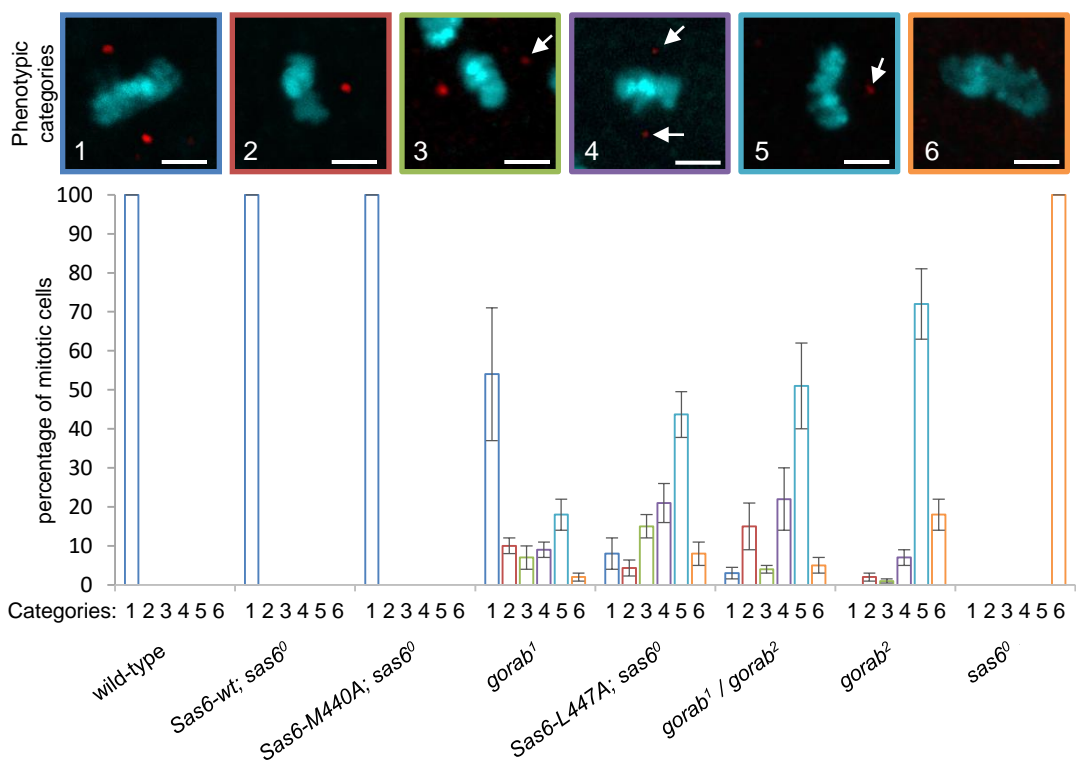 Phenotypic categories
1 2 3 4 5 6
percentage of mitotic cells
100
90
80
70
60
50
40
30
20
10
0
Categories: 1 2 3 4 5 6 1 2 3 4 5 6 1 2 3 4 5 6 1 2 3 4 5 6 1 2 3 4 5 6 1 2 3 4 5 6 1 2 3 4 5 6 1 2 3 4 5 6
wild-type
Sas6-wt; sas6⁰
Sas6-M440A; sas6⁰
gorab¹
Sas6-L447A; sas6⁰
gorab¹ / gorab²
gorab²
sas6⁰